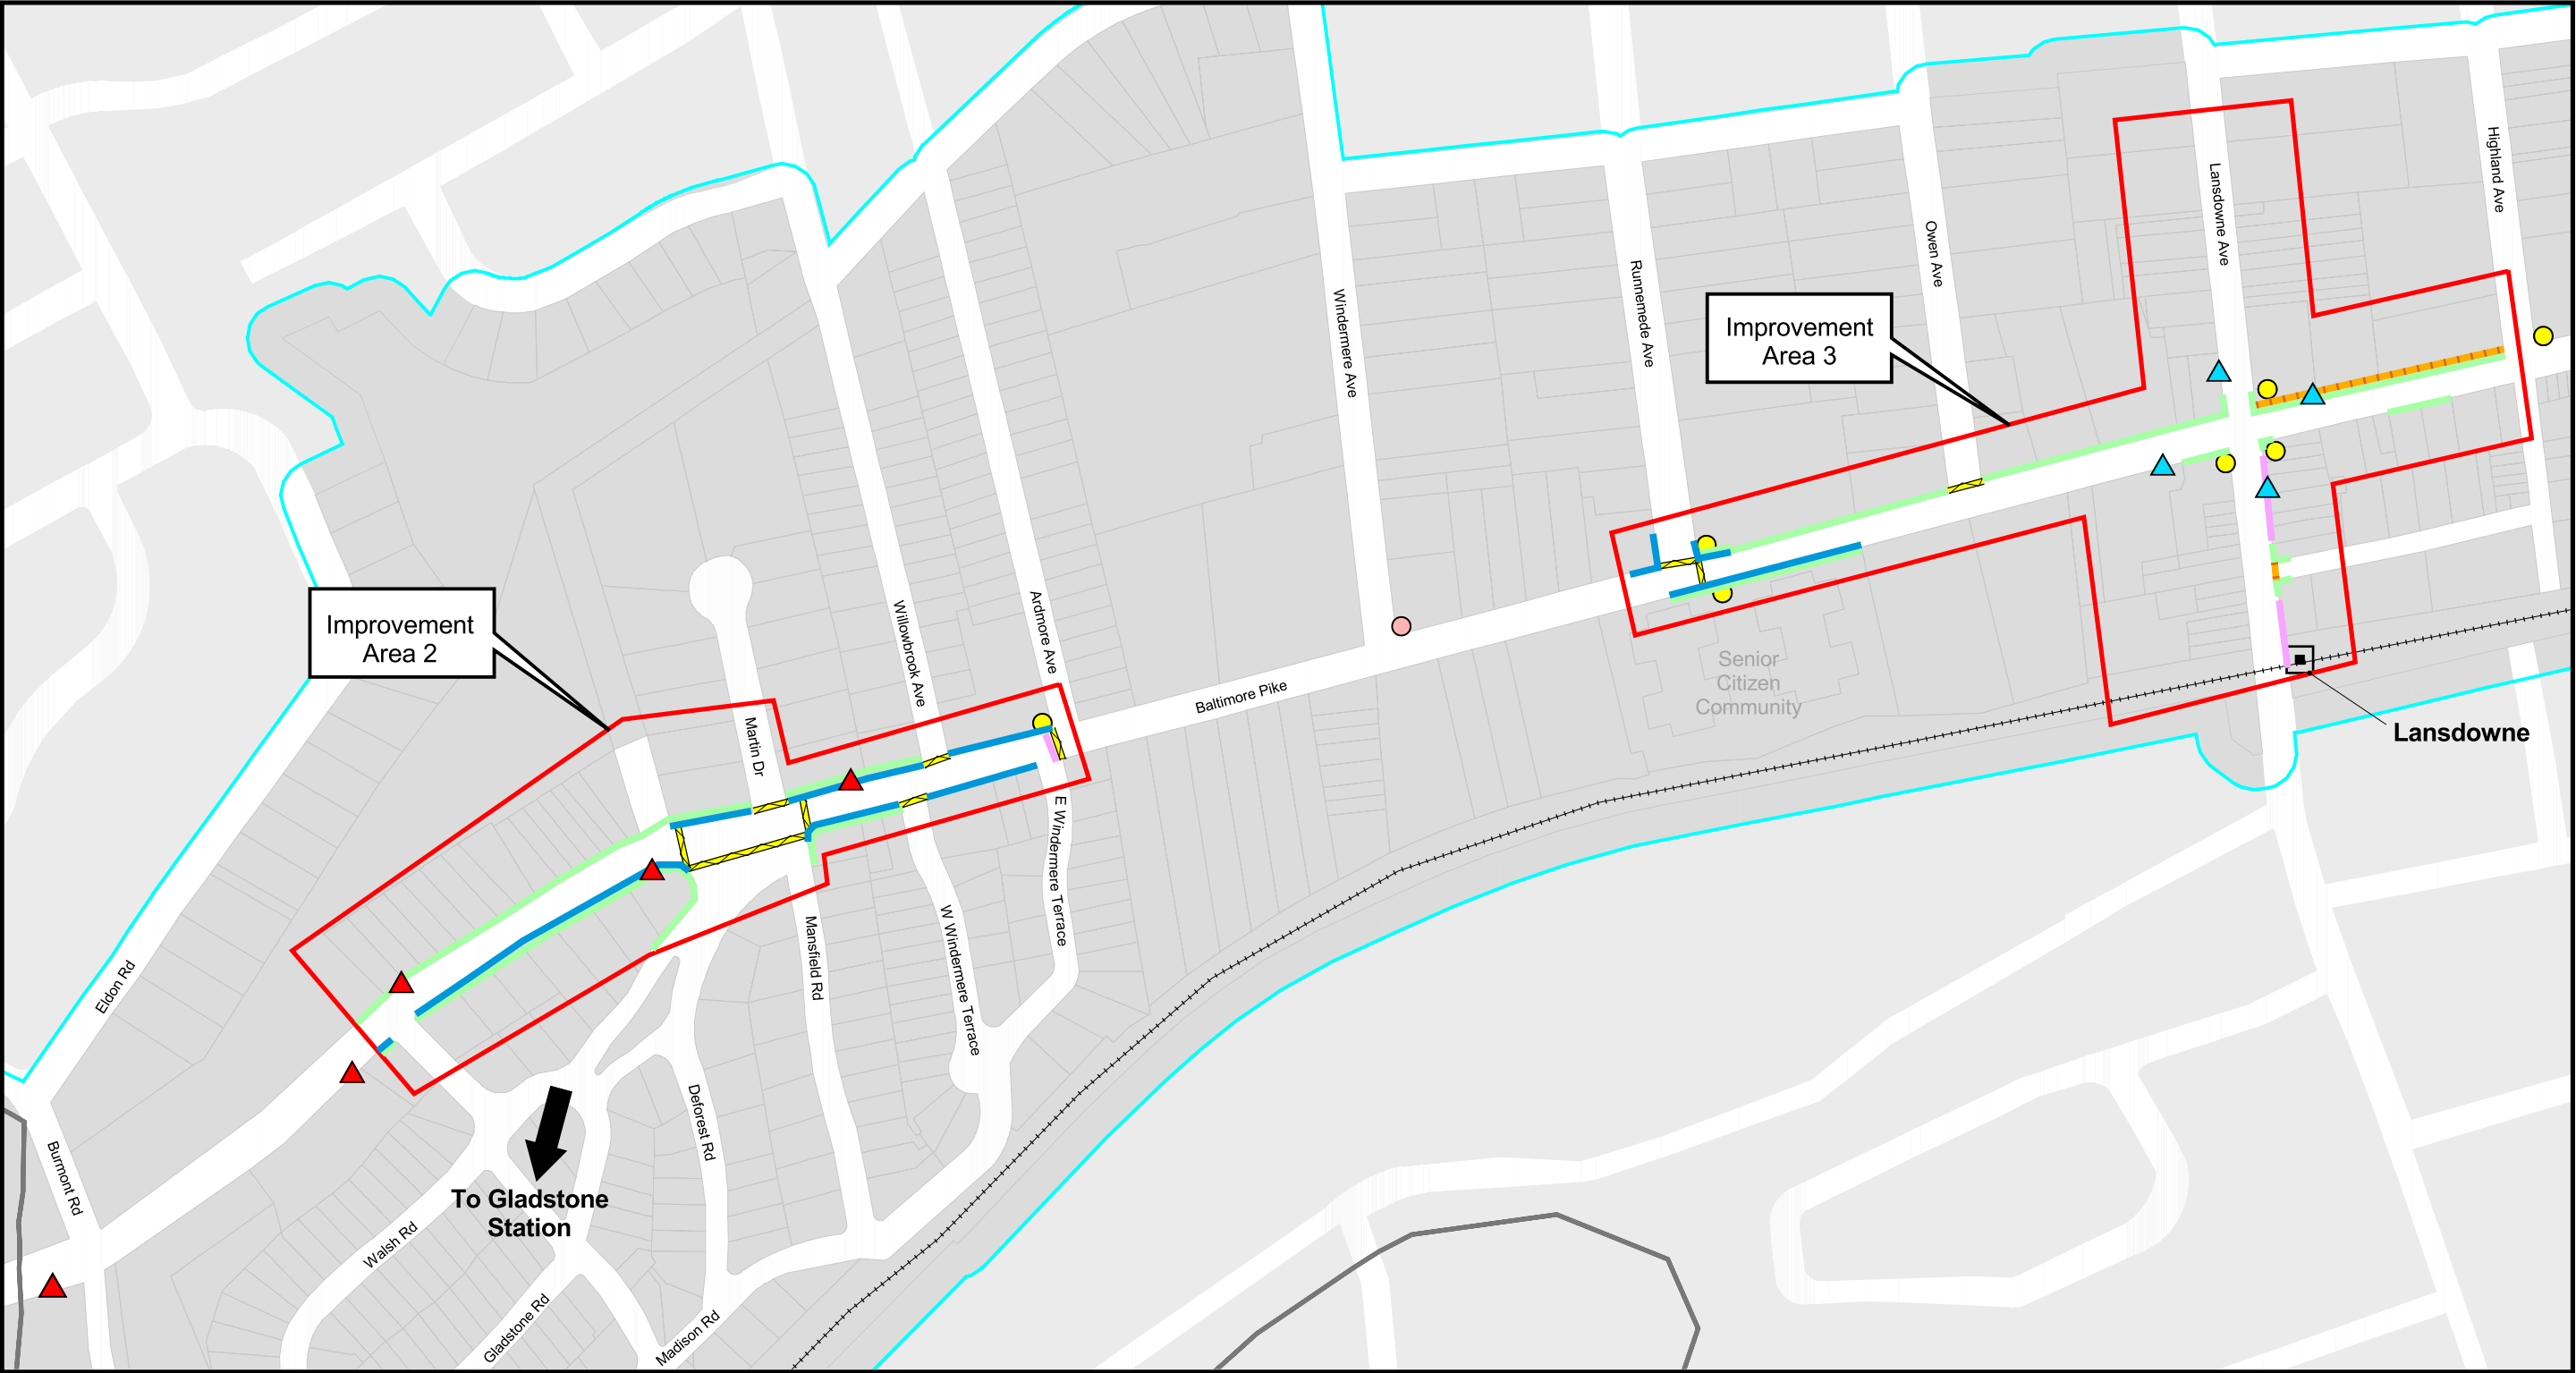 Highland Ave
Lansdowne Ave
Owen Ave
Runnemede Ave
Windermere Ave
Improvement
Area 3
Improvement
Area 2
Ardmore Ave
Willowbrook Ave
Martin Dr
Baltimore Pike
Senior
Citizen
Community
Lansdowne
E Windermere Terrace
W Windermere Terrace
Mansfield Rd
Eldon Rd
Deforest Rd
Burmont Rd
To Gladstone
Station
Walsh Rd
Gladstone Rd
Madison Rd